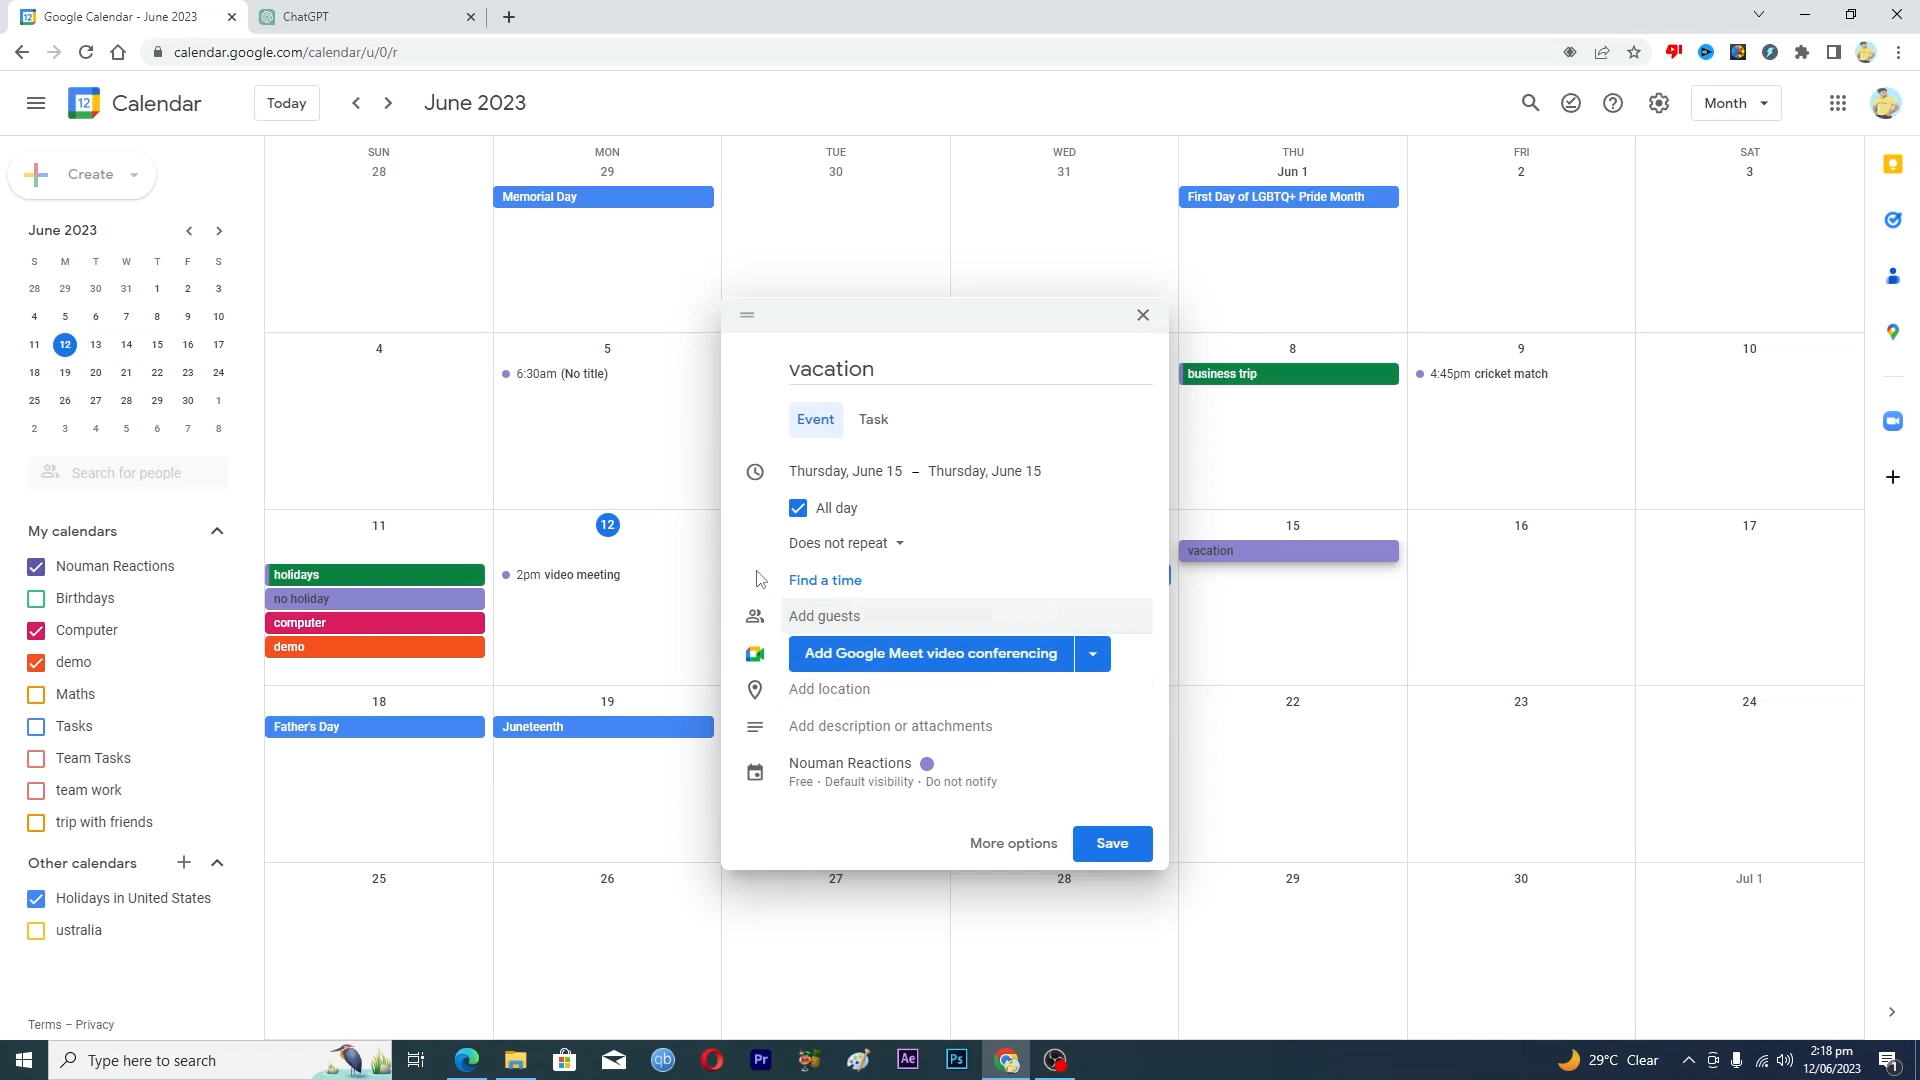 Google Calendar - June 2023
ChatGPT
calendar.google.com/calendar/u/0/r
12
Calendar
Today
June 2023
Month
Create
June 2023
S M T W T F S
28 29 30 31 1 2 3
4 5 6 7 8 9 10
11 12 13 14 15 16 17
18 19 20 21 22 23 24
25 26 27 28 29 30 1
2 3 4 5 6 7 8
Search for people
My calendars
Nouman Reactions
Birthdays
Computer
demo
Maths
Tasks
Team Tasks
team work
trip with friends
Other calendars
Holidays in United States
ustralia
Terms – Privacy
SUN MON TUE WED THU FRI SAT
28 29 30 31 Jun 1 2 3
Memorial Day
First Day of LGBTQ+ Pride Month
4 5 8 9 10
6:30am (No title)
business trip
4:45pm cricket match
11 12 15 16 17
vacation
holidays
2pm video meeting
no holiday
computer
demo
18 19 22 23 24
Father's Day
Juneteenth
25 26 27 28 29 30 Jul 1
vacation
Event Task
Thursday, June 15 – Thursday, June 15
All day
Does not repeat
Find a time
Add guests
Add Google Meet video conferencing
Add location
Add description or attachments
Nouman Reactions
Free · Default visibility · Do not notify
More options
Save
Type here to search
qb
Pr
Ae
Ps
29°C Clear
2:18 pm
12/06/2023
1